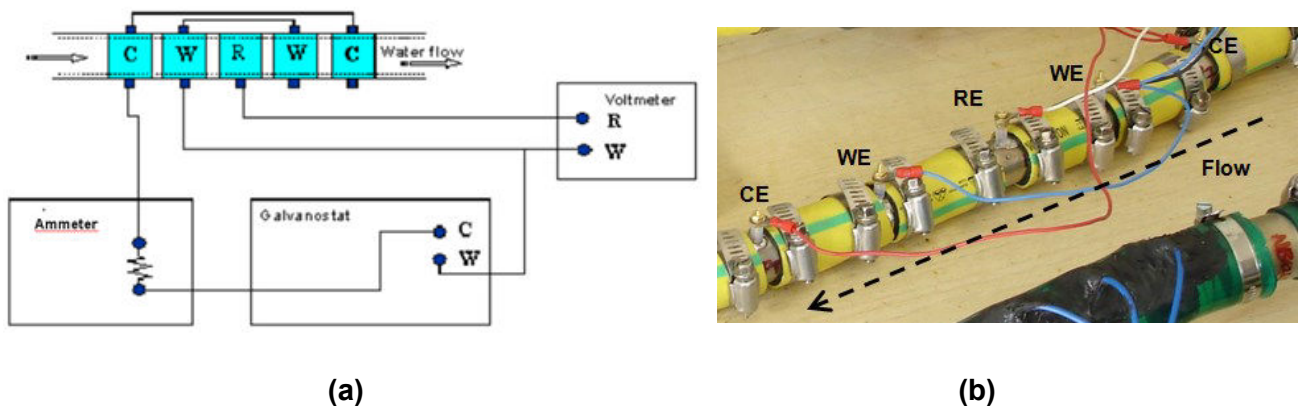 C W R W C
Water flow
Voltmeter
R
W
Ammeter
Galvanostat
C
W
(a)
CE
WE
RE
WE
CE
Flow
(b)